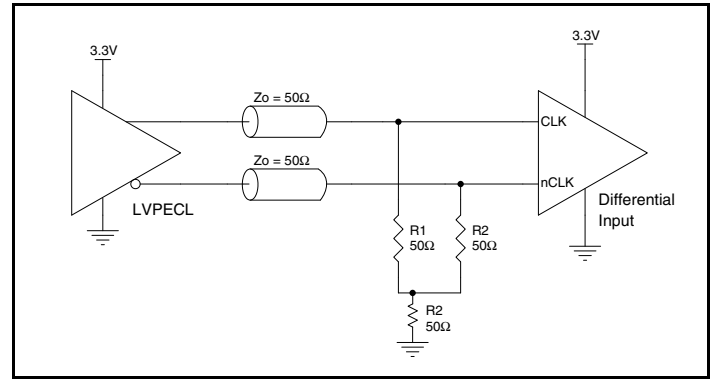 3.3V
3.3V
Zo = 50Ω
CLK
Zo = 50Ω
nCLK
LVPECL
Differential
Input
R1
50Ω
R2
50Ω
R2
50Ω